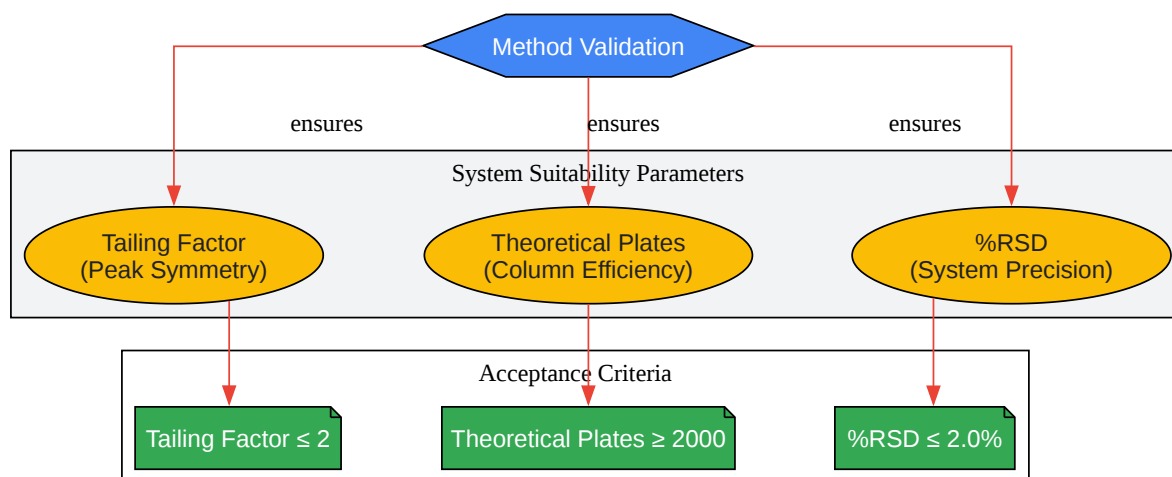 Method Validation
ensures
ensures
ensures
System Suitability Parameters
Tailing Factor
(Peak Symmetry)
Theoretical Plates
(Column Efficiency)
%RSD
(System Precision)
Acceptance Criteria
Tailing Factor ≤ 2
Theoretical Plates ≥ 2000
%RSD ≤ 2.0%